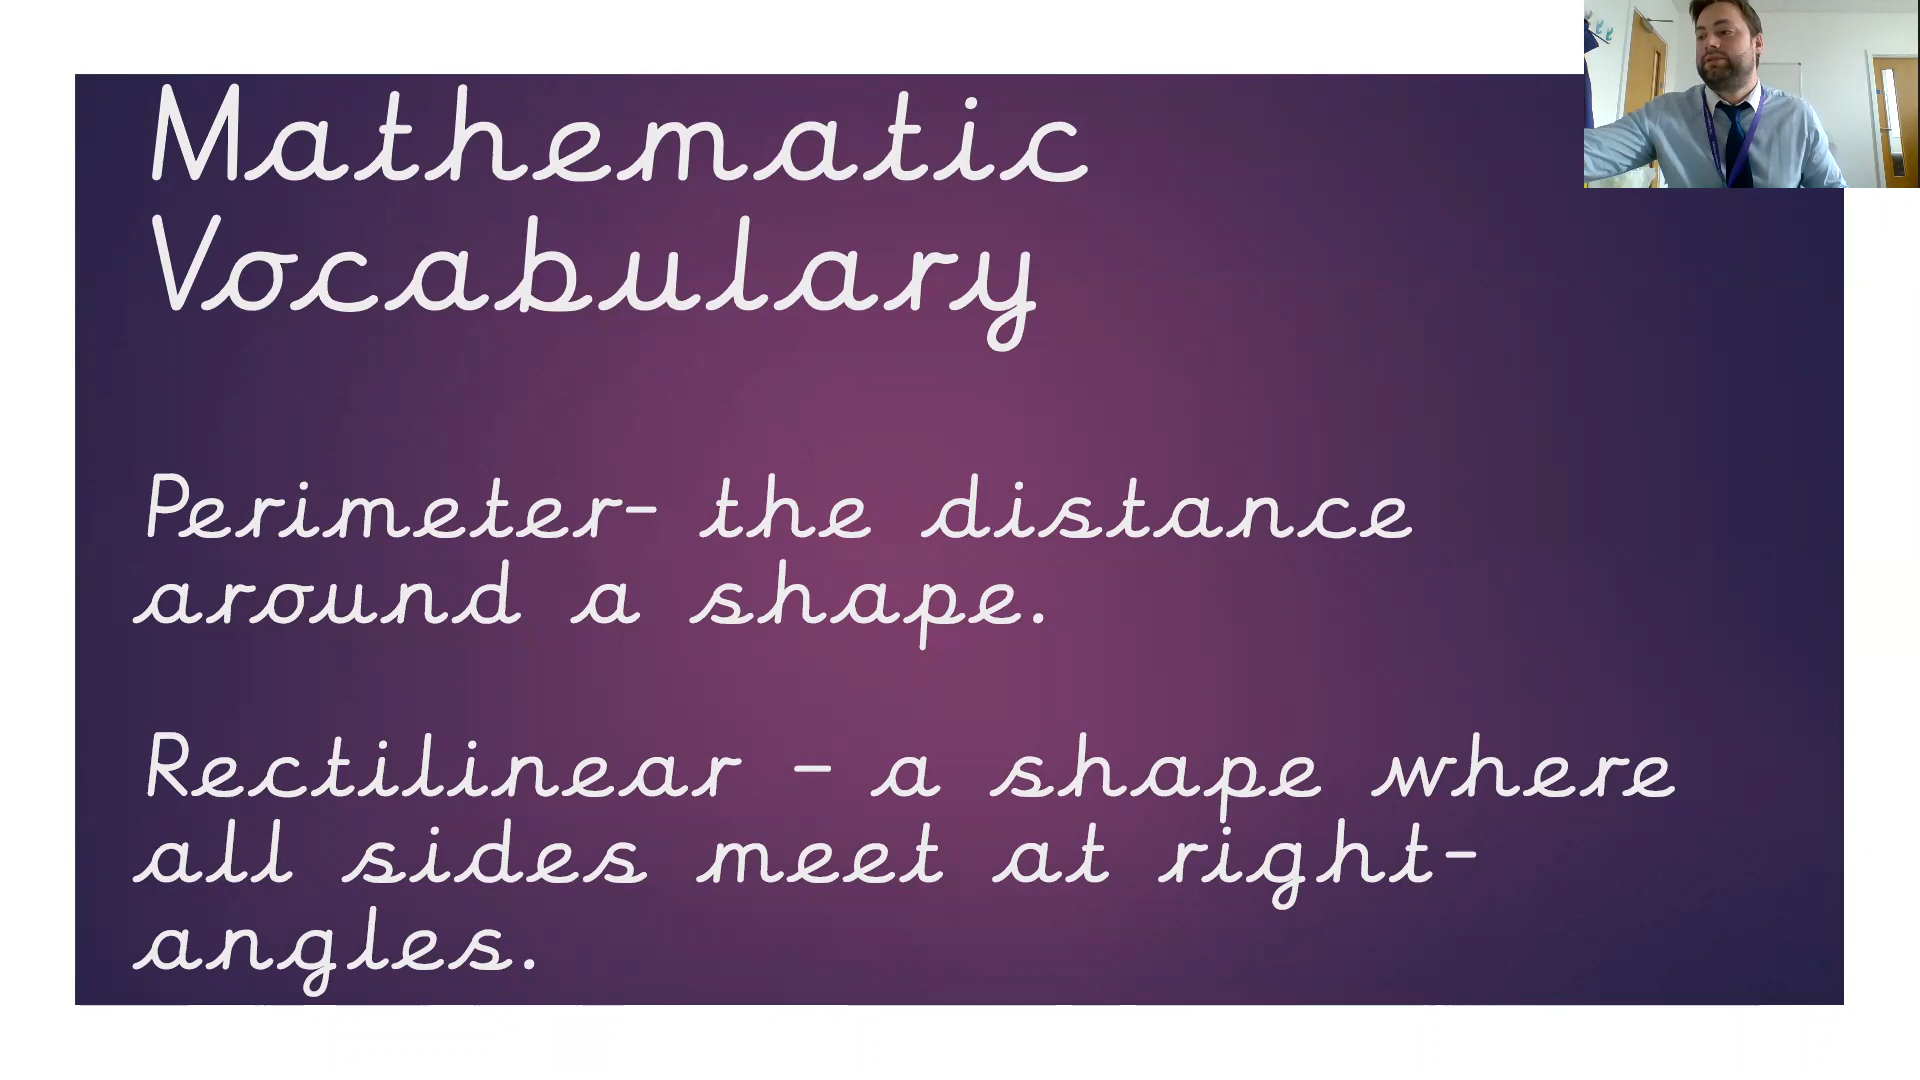 Mathematic
Vocabulary
Perimeter- the distance
around a shape.
Rectilinear - a shape where
all sides meet at right-
angles.